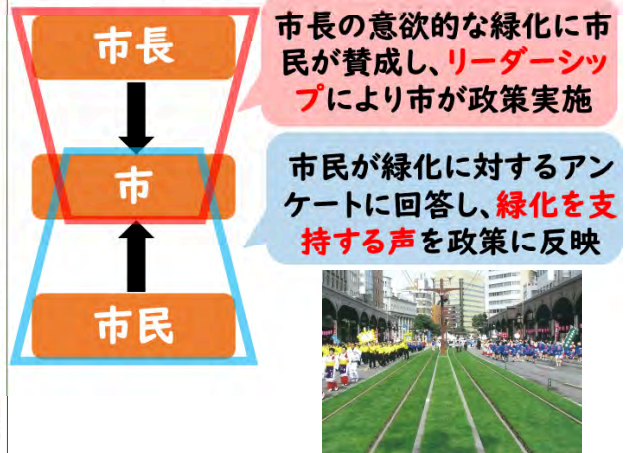 市長
市
市民
市長の意欲的な緑化に市
民が賛成し、リーダーシッ
プにより市が政策実施
市民が緑化に対するアン
ケートに回答し、緑化を支
持する声を政策に反映